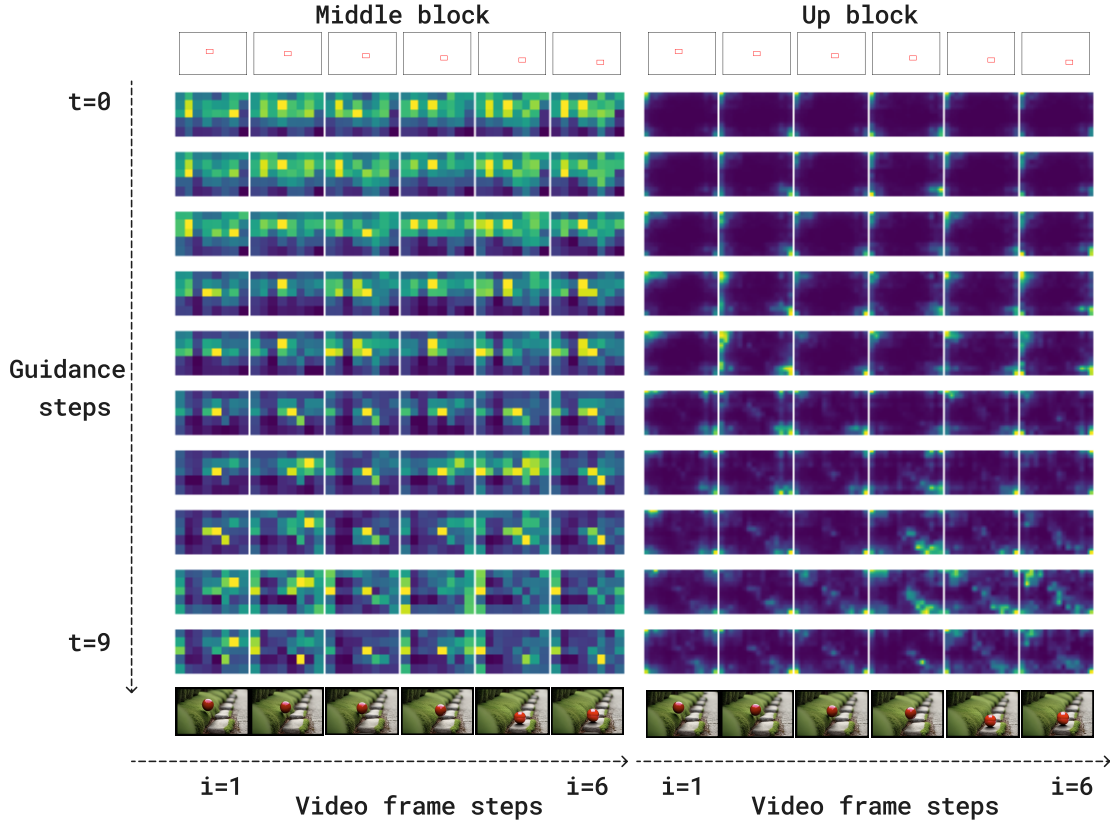 Middle block
Up block
t=0
Guidance
steps
t=9
i=1
i=6
i=1
i=6
Video frame steps
Video frame steps